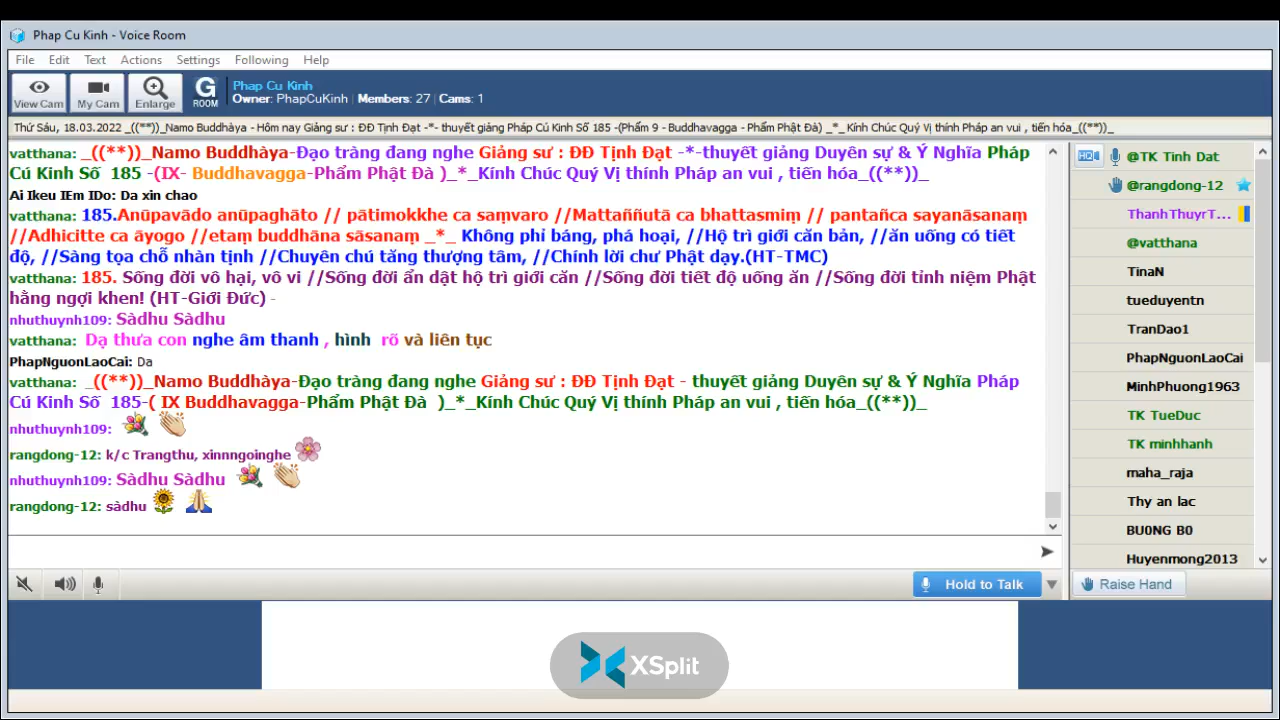 Phap Cu Kinh - Voice Room
File Edit Text Actions Settings Following Help
View Cam My Cam Enlarge G ROOM
Phap Cu Kinh
Owner: PhapCuKinh | Members: 27 | Cams: 1
Thứ Sáu, 18.03.2022 _((**))_Namo Buddhàya - Hôm nay Giảng sư : ĐĐ Tịnh Đạt -*- thuyết giảng Pháp Cú Kinh Số 185 -(Phẩm 9 - Buddhavagga - Phẩm Phật Đà) _*_ Kính Chúc Quý Vị thính Pháp an vui , tiến hóa_((**))_
vatthana: _((**))_Namo Buddhàya-Đạo tràng đang nghe Giảng sư : ĐĐ Tịnh Đạt -*-thuyết giảng Duyên sự & Ý Nghĩa Pháp
Cú Kinh Số 185 -(IX- Buddhavagga-Phẩm Phật Đà )_*_Kính Chúc Quý Vị thính Pháp an vui , tiến hóa_((**))_
Ai Ikeu IEm IDo: Da xin chao
vatthana: 185.Anūpavādo anūpaghāto // pātimokkhe ca saṃvaro //Mattaññutā ca bhattasmiṃ // pantañca sayanāsanaṃ
//Adhicitte ca āyogo //etaṃ buddhāna sāsanaṃ _*_ Không phỉ báng, phá hoại, //Hộ trì giới căn bản, //ăn uống có tiết
độ, //Sàng tọa chỗ nhàn tịnh //Chuyên chú tăng thượng tâm, //Chính lời chư Phật dạy.(HT-TMC)
vatthana: 185. Sống đời vô hại, vô vi //Sống đời ẩn dật hộ trì giới căn //Sống đời tiết độ uống ăn //Sống đời tỉnh niệm Phật
hằng ngợi khen! (HT-Giới Đức) -
nhuthuynh109: Sàdhu Sàdhu
vatthana: Dạ thưa con nghe âm thanh , hình rõ và liên tục
PhapNguonLaoCai: Da
vatthana: _((**))_Namo Buddhàya-Đạo tràng đang nghe Giảng sư : ĐĐ Tịnh Đạt - thuyết giảng Duyên sự & Ý Nghĩa Pháp
Cú Kinh Số 185-( IX Buddhavagga-Phẩm Phật Đà )_*_Kính Chúc Quý Vị thính Pháp an vui , tiến hóa_((**))_
nhuthuynh109:
rangdong-12: k/c Trangthu, xinnngoinghe
nhuthuynh109: Sàdhu Sàdhu
rangdong-12: sàdhu
HQ @TK Tinh Dat
@rangdong-12
ThanhThuyrT...
@vatthana
TinaN
tueduyentn
TranDao1
PhapNguonLaoCai
MinhPhuong1963
TK TueDuc
TK minhhanh
maha_raja
Thy an lac
BU0NG B0
Huyenmong2013
Hold to Talk
Raise Hand
XSplit